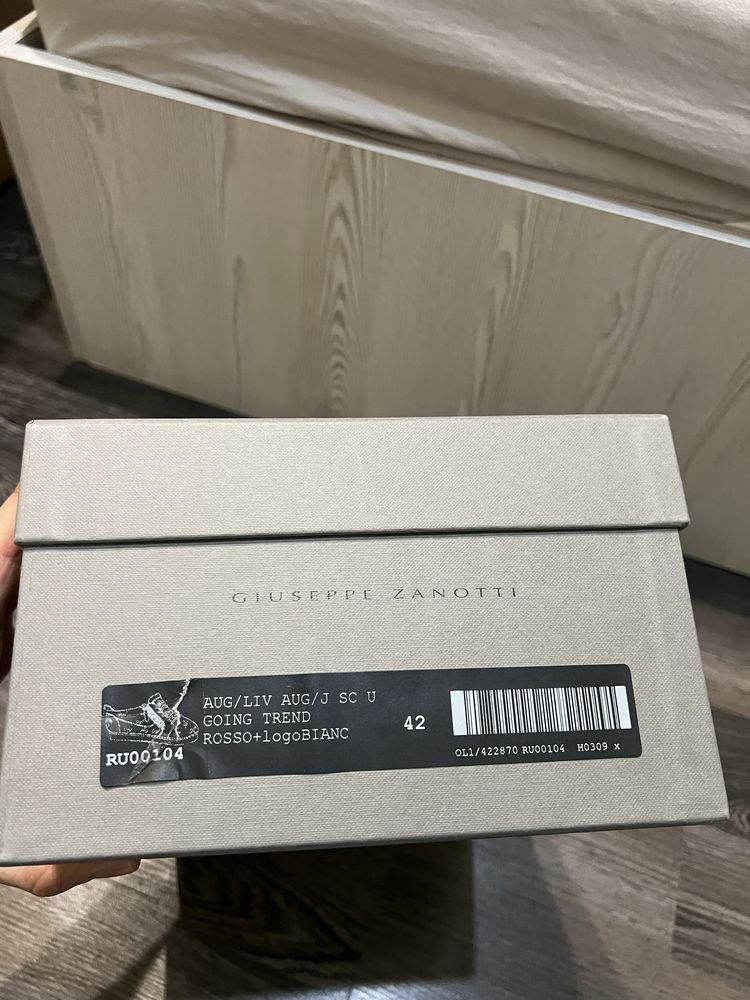 GIUSEPPE ZANOTTI
AUG/LIV AUG/J SC U
GOING TREND
ROSSO+logoBIANC
42
RU00104
OL1/422870 RU00104 H0309 x